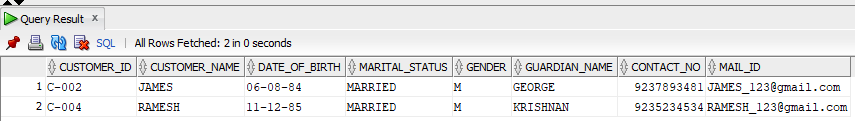 Query Result x
SQL | All Rows Fetched: 2 in 0 seconds
CUSTOMER_ID CUSTOMER_NAME DATE_OF_BIRTH MARITAL_STATUS GENDER GUARDIAN_NAME CONTACT_NO MAIL_ID
1 C-002 JAMES 06-08-84 MARRIED M GEORGE 9237893481 JAMES_123@gmail.com
2 C-004 RAMESH 11-12-85 MARRIED M KRISHNAN 9235234534 RAMESH_123@gmail.com